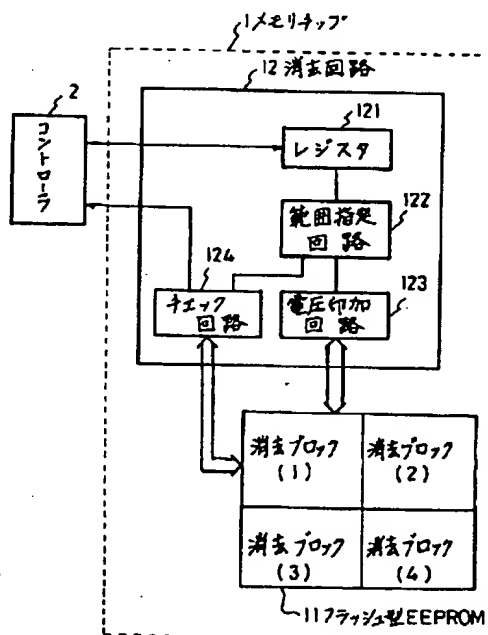 1メモリチップ
12消去回路
2
コントローラ
121
レジスタ
範囲指定
回路
122
124
チェック
回路
電圧印加
回路
123
消去ブロック
(1)
消去ブロック
(2)
消去ブロック
(3)
消去ブロック
(4)
11フラッシュ型EEPROM